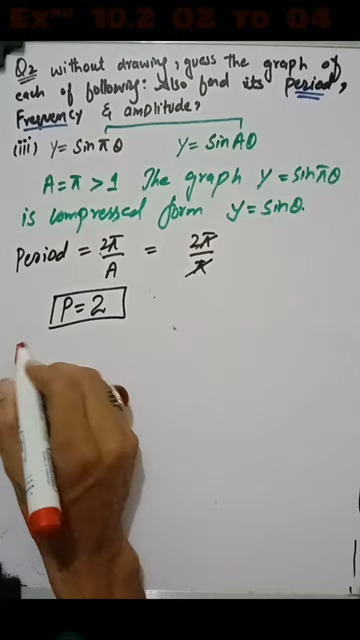 Exº 10.2 Q2 TO Q4
Q2 without drawing, guess the graph of
each of following: Also find its period,
Frequency & amplitude?
(iii) y = Sin πθ y = Sin Aθ
A = π > 1 The graph y = sin πθ
is compressed form y = sin θ.
Period = 2π/A = 2π/π
P = 2